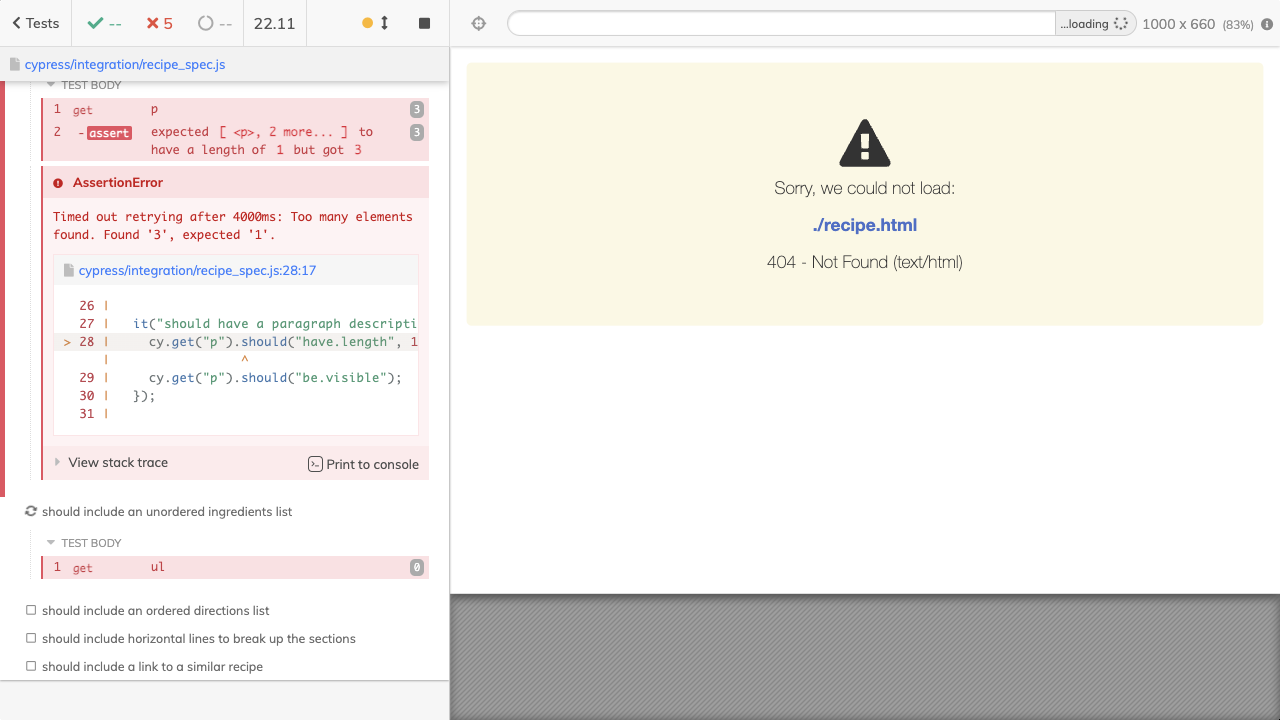 Tests
--
5
--
22.11
...loading
1000 x 660 (83%)
cypress/integration/recipe_spec.js
TEST BODY
1 get p 3
2 -assert expected [ <p>, 2 more... ] to 3
have a length of 1 but got 3
AssertionError
Timed out retrying after 4000ms: Too many elements
found. Found '3', expected '1'.
cypress/integration/recipe_spec.js:28:17
26 |
27 | it("should have a paragraph descripti
> 28 | cy.get("p").should("have.length", 1
| ^
29 | cy.get("p").should("be.visible");
30 | });
31 |
View stack trace
Print to console
should include an unordered ingredients list
TEST BODY
1 get ul 0
should include an ordered directions list
should include horizontal lines to break up the sections
should include a link to a similar recipe
Sorry, we could not load:
./recipe.html
404 - Not Found (text/html)